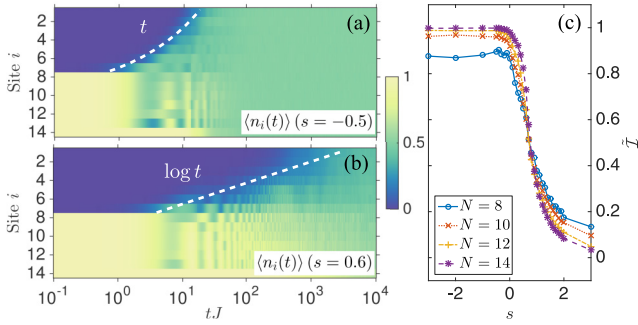 (a)
t
Site i
2
4
6
8
10
12
14
⟨n_i(t)⟩ (s = −0.5)
1
0.5
0
(b)
log t
Site i
2
4
6
8
10
12
14
⟨n_i(t)⟩ (s = 0.6)
10^{-1} 10^0 10^1 10^2 10^3 10^4
tJ
(c)
1
0.8
0.6
0.4
0.2
0
Ī
N = 8
N = 10
N = 12
N = 14
-2 0 2
s